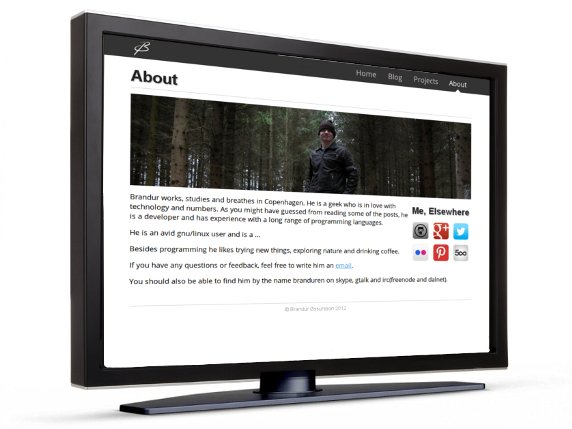 Home Blog Projects About
About
Brandur works, studies and breathes in Copenhagen. He is a geek who is in love with
technology and numbers. As you might have guessed from reading some of the posts, he
is a developer and has experience with a long range of programming languages.
He is an avid gnu/linux user and is a ...
Besides programming he likes trying new things, exploring nature and drinking coffee.
If you have any questions or feedback, feel free to write him an email.
You should also be able to find him by the name branduren on skype, gtalk and irc(freenode and dalnet).
Me, Elsewhere
g+
500
© Brandur 2012